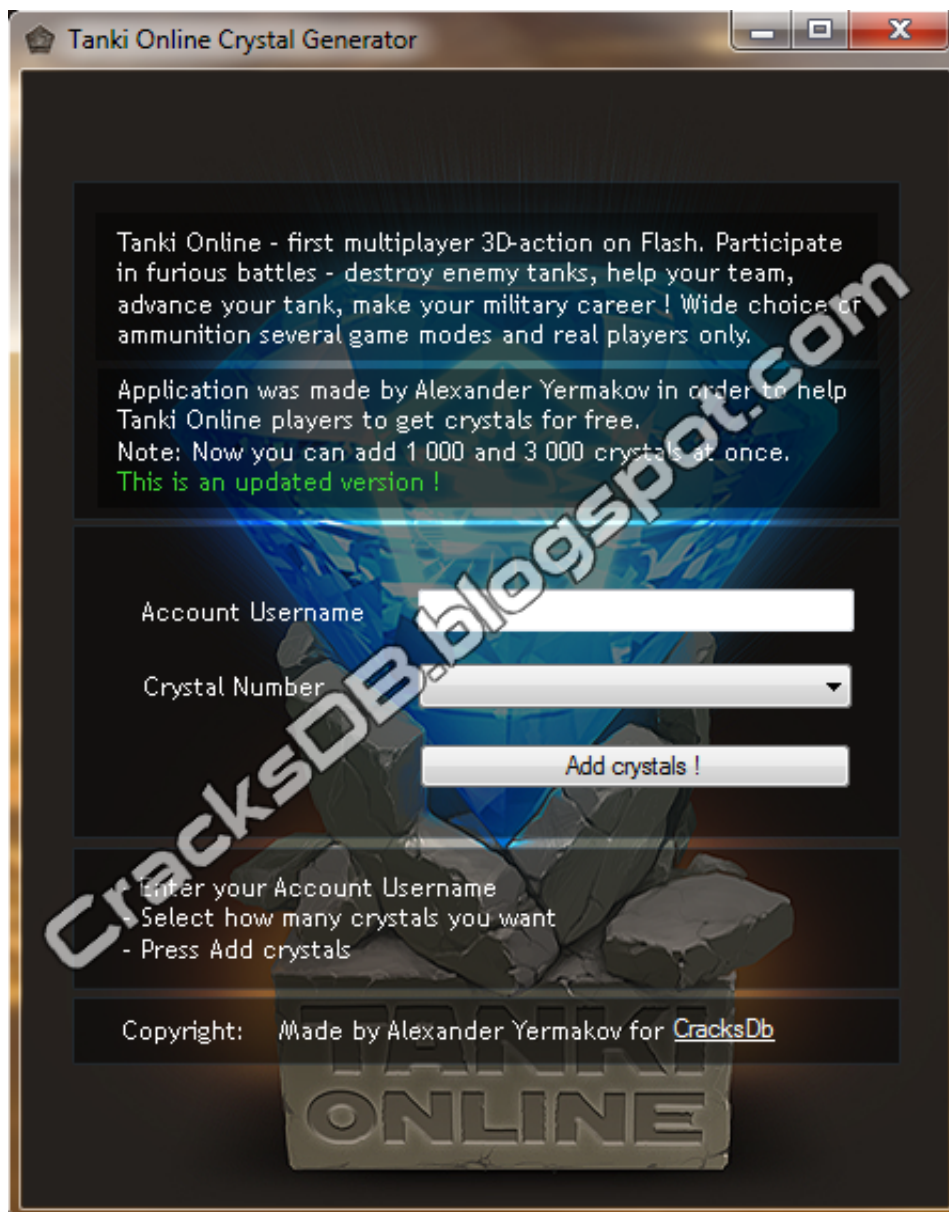 Tanki Online Crystal Generator
Tanki Online - first multiplayer 3D-action on Flash. Participate
in furious battles - destroy enemy tanks, help your team,
advance your tank, make your military career ! Wide choice of
ammunition several game modes and real players only.
Application was made by Alexander Yermakov in order to help
Tanki Online players to get crystals for free.
Note: Now you can add 1 000 and 3 000 crystals at once.
This is an updated version !
Account Username
Crystal Number
Add crystals !
- Enter your Account Username
- Select how many crystals you want
- Press Add crystals
Copyright: Made by Alexander Yermakov for CracksDb
TANKI
ONLINE
CracksDB.blogspot.com